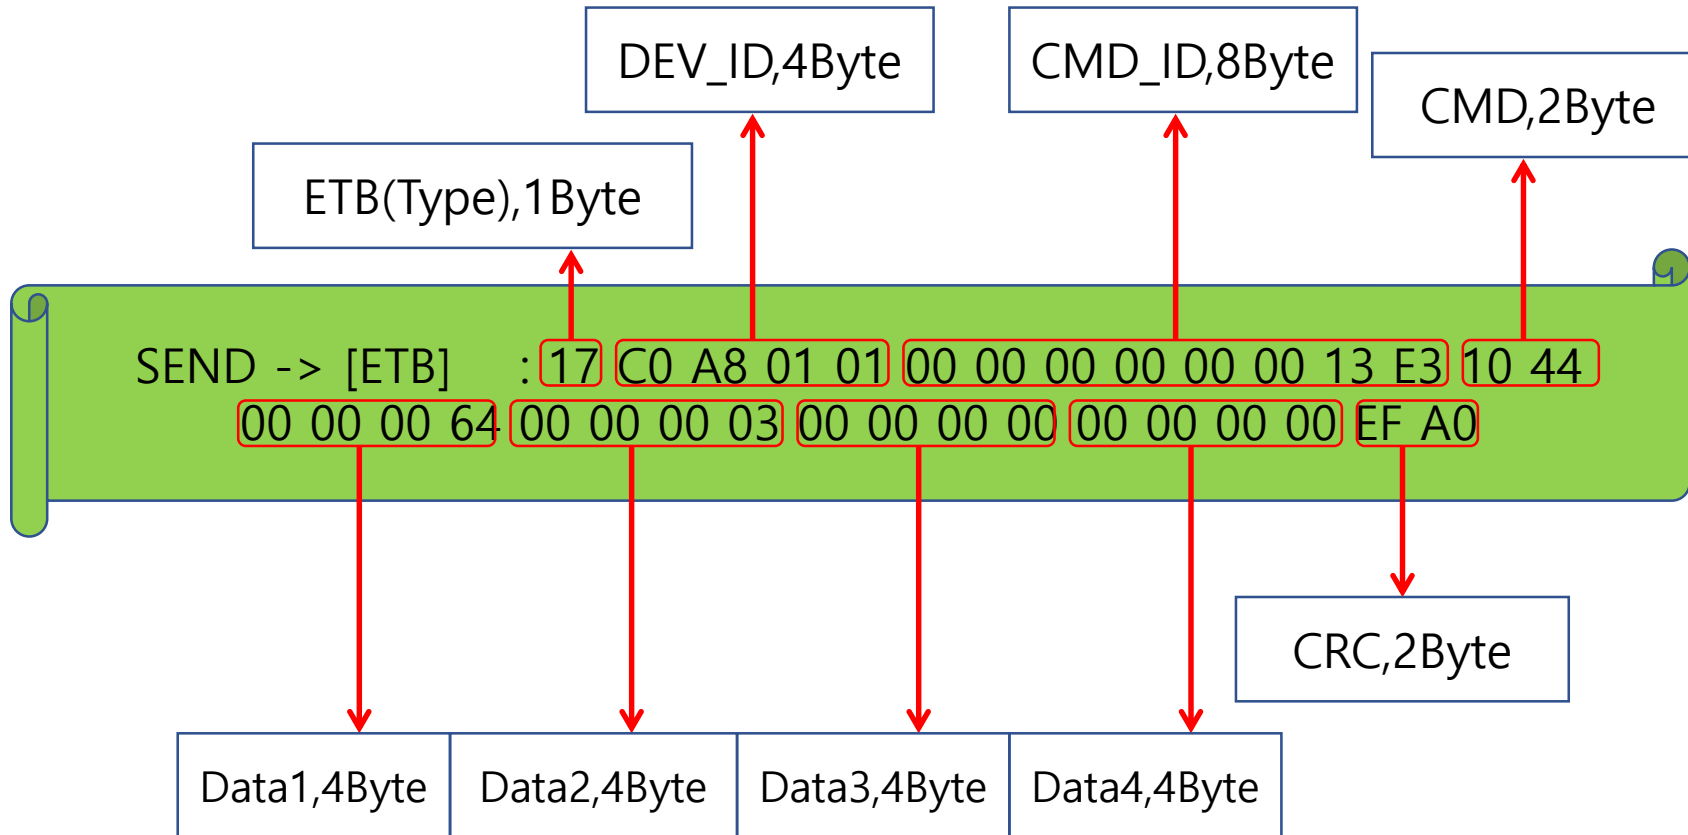 DEV_ID,4Byte
CMD_ID,8Byte
CMD,2Byte
ETB(Type),1Byte
SEND -> [ETB] : 17 C0 A8 01 01 00 00 00 00 00 00 13 E3 10 44
00 00 00 64 00 00 00 03 00 00 00 00 00 00 00 00 EF A0
CRC,2Byte
Data1,4Byte
Data2,4Byte
Data3,4Byte
Data4,4Byte